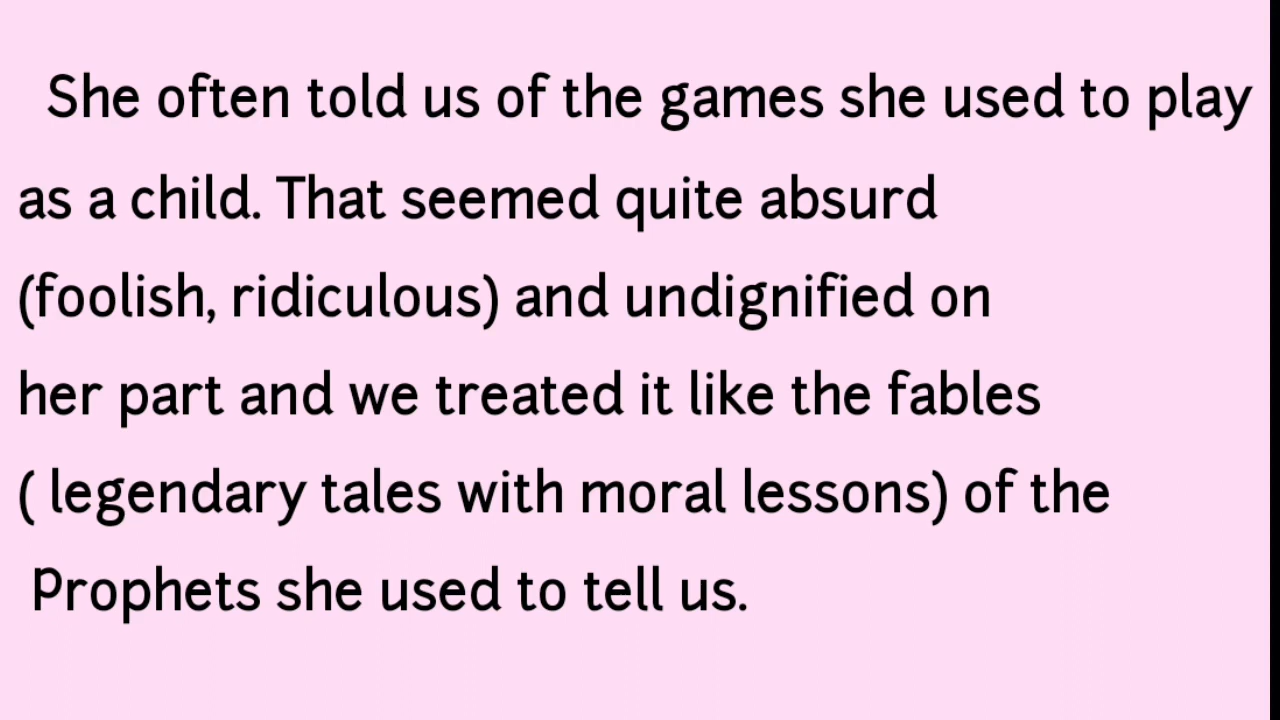 She often told us of the games she used to play
as a child. That seemed quite absurd
(foolish, ridiculous) and undignified on
her part and we treated it like the fables
( legendary tales with moral lessons) of the
Prophets she used to tell us.